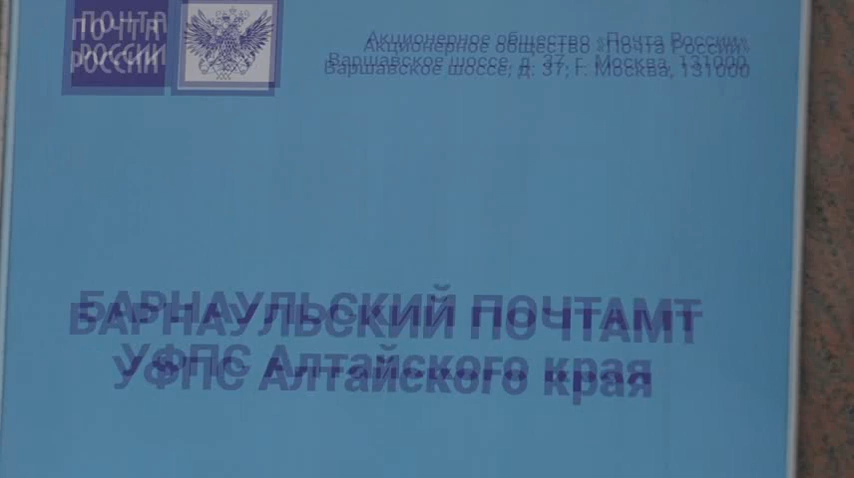 ПОЧТА
РОССИИ
Акционерное общество «Почта России»
Варшавское шоссе, д. 37, г. Москва, 131000
БАРНАУЛЬСКИЙ ПОЧТАМТ
УФПС Алтайского края